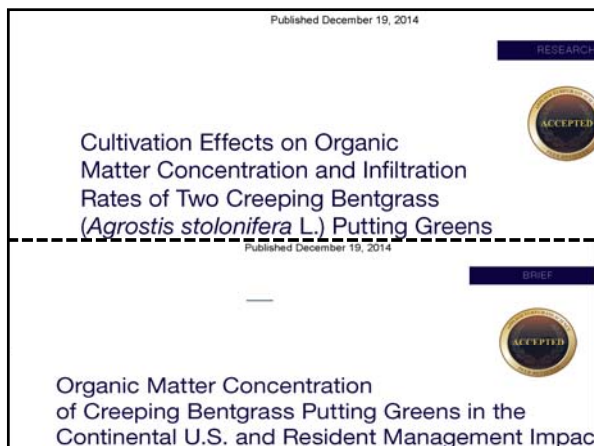 Published December 19, 2014
RESEARCH
ACCEPTED
Cultivation Effects on Organic
Matter Concentration and Infiltration
Rates of Two Creeping Bentgrass
(Agrostis stolonifera L.) Putting Greens
Published December 19, 2014
BRIEF
ACCEPTED
Organic Matter Concentration
of Creeping Bentgrass Putting Greens in the
Continental U.S. and Resident Management Impac